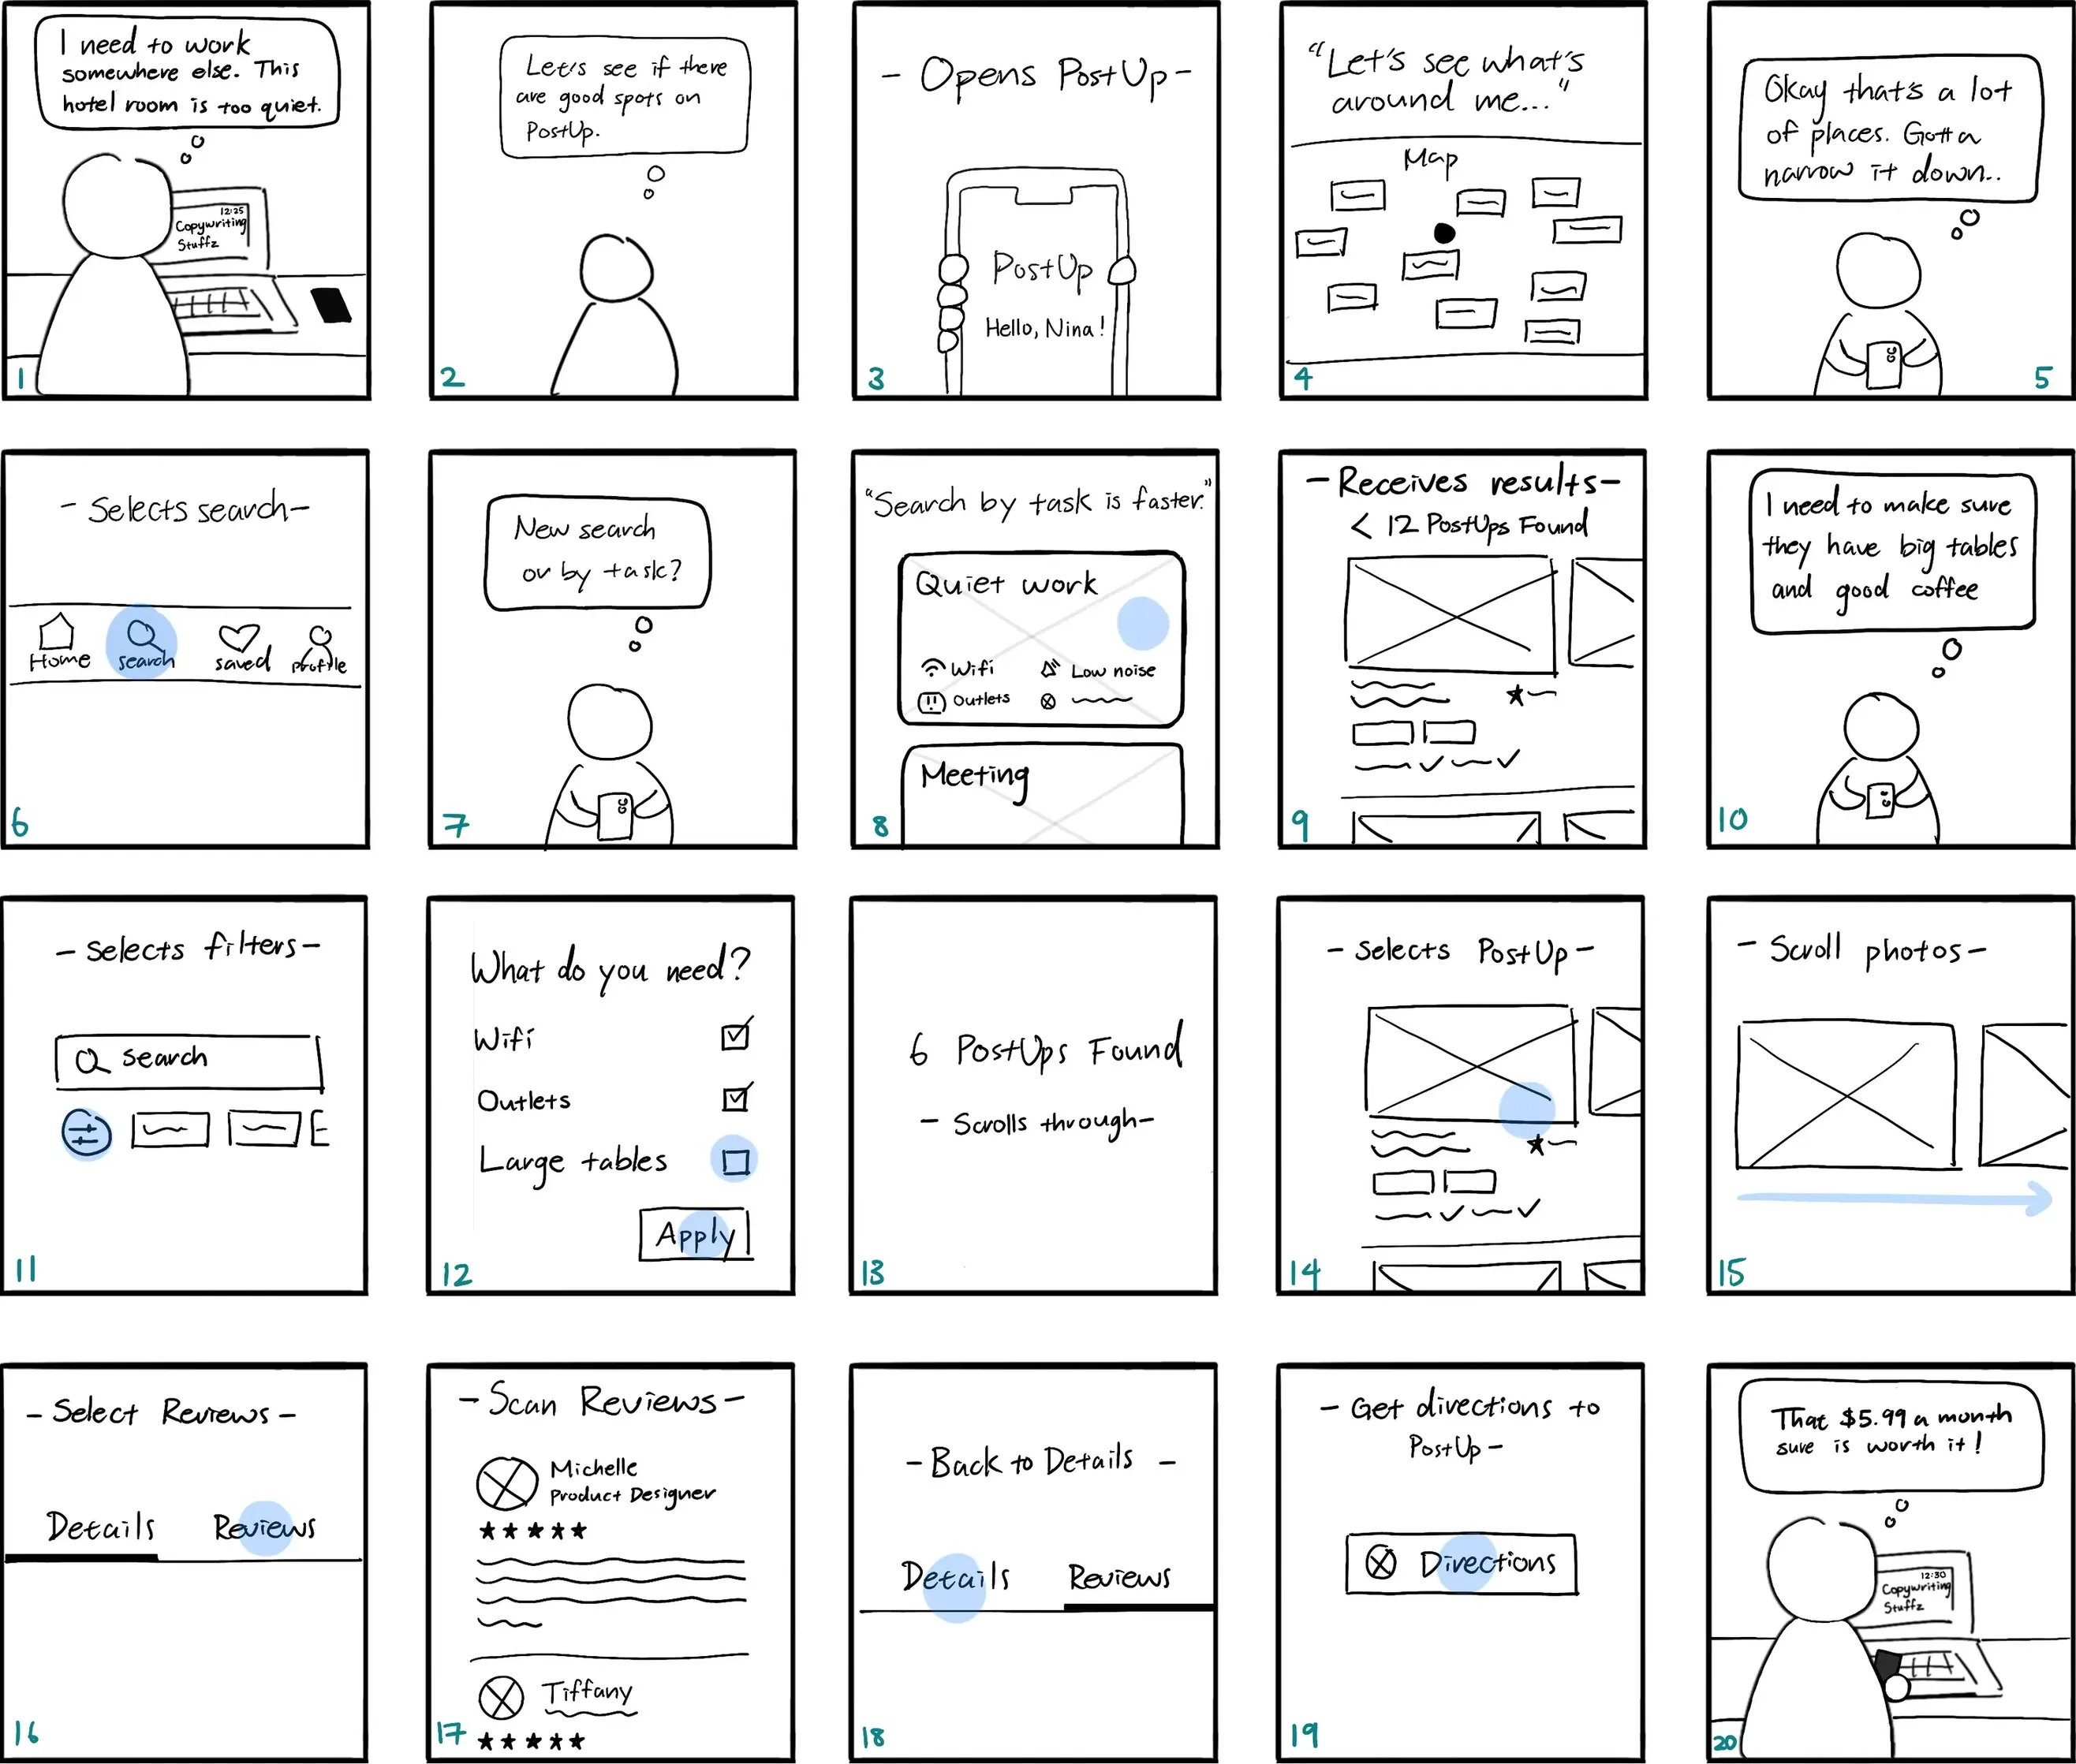 I need to work
somewhere else. This
hotel room is too quiet.
12:25
Copywriting
Stuffz
1
Let's see if there
are good spots on
PostUp.
2
- Opens PostUp -
PostUp
Hello, Nina!
3
"Let's see what's
around me..."
Map
4
Okay that's a lot
of places. Gotta
narrow it down..
5
- Selects search -
Home
search
saved
profile
6
New search
or by task?
7
"Search by task is faster."
Quiet work
Wifi
Low noise
Outlets
Meeting
8
- Receives results -
< 12 PostUps Found
9
I need to make sure
they have big tables
and good coffee
10
- Selects filters -
search
11
What do you need?
Wifi
Outlets
Large tables
Apply
12
6 PostUps Found
- Scrolls through -
13
- Selects PostUp -
14
- Scroll photos -
15
- Select Reviews -
Details
Reviews
16
- Scan Reviews -
Michelle
Product Designer
★★★★★
Tiffany
17
★★★★★
- Back to Details -
Details
Reviews
18
- Get directions to
PostUp -
Directions
19
That $5.99 a month
sure is worth it!
12:30
Copywriting
Stuffz
20